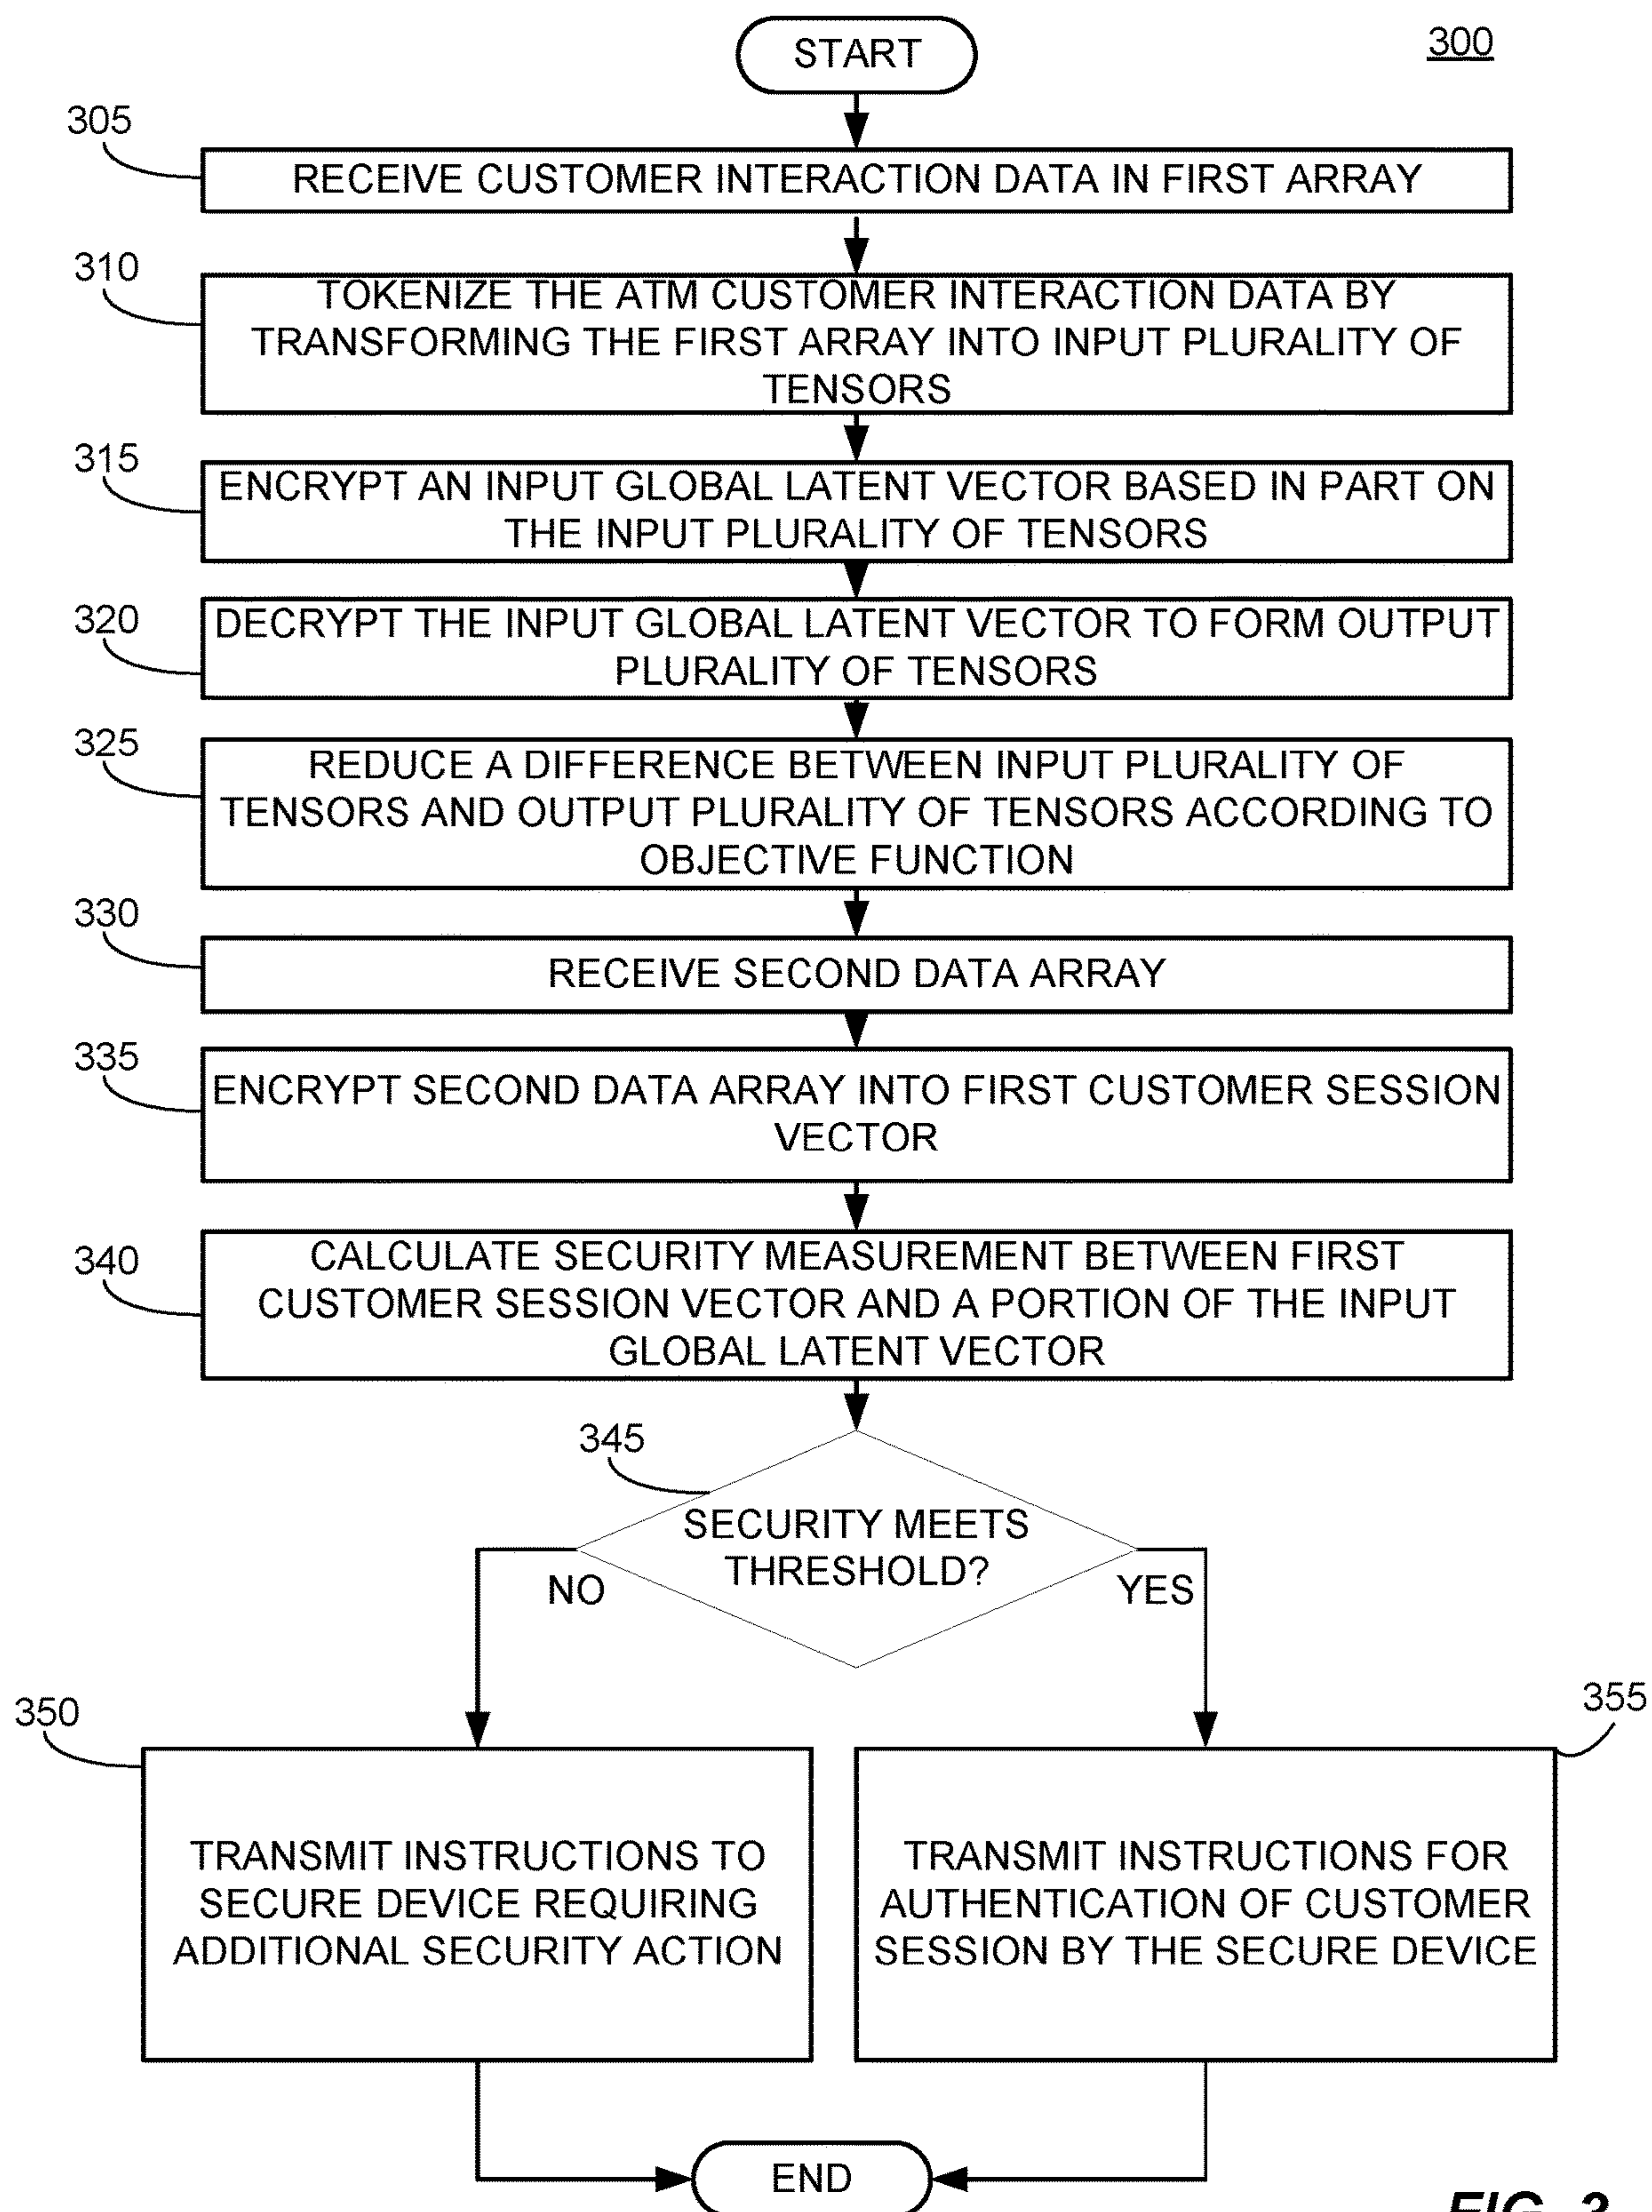 START
300
305
RECEIVE CUSTOMER INTERACTION DATA IN FIRST ARRAY
310
TOKENIZE THE ATM CUSTOMER INTERACTION DATA BY
TRANSFORMING THE FIRST ARRAY INTO INPUT PLURALITY OF
TENSORS
315
ENCRYPT AN INPUT GLOBAL LATENT VECTOR BASED IN PART ON
THE INPUT PLURALITY OF TENSORS
320
DECRYPT THE INPUT GLOBAL LATENT VECTOR TO FORM OUTPUT
PLURALITY OF TENSORS
325
REDUCE A DIFFERENCE BETWEEN INPUT PLURALITY OF
TENSORS AND OUTPUT PLURALITY OF TENSORS ACCORDING TO
OBJECTIVE FUNCTION
330
RECEIVE SECOND DATA ARRAY
335
ENCRYPT SECOND DATA ARRAY INTO FIRST CUSTOMER SESSION
VECTOR
340
CALCULATE SECURITY MEASUREMENT BETWEEN FIRST
CUSTOMER SESSION VECTOR AND A PORTION OF THE INPUT
GLOBAL LATENT VECTOR
345
SECURITY MEETS
THRESHOLD?
NO
YES
350
TRANSMIT INSTRUCTIONS TO
SECURE DEVICE REQUIRING
ADDITIONAL SECURITY ACTION
355
TRANSMIT INSTRUCTIONS FOR
AUTHENTICATION OF CUSTOMER
SESSION BY THE SECURE DEVICE
END
FIG.